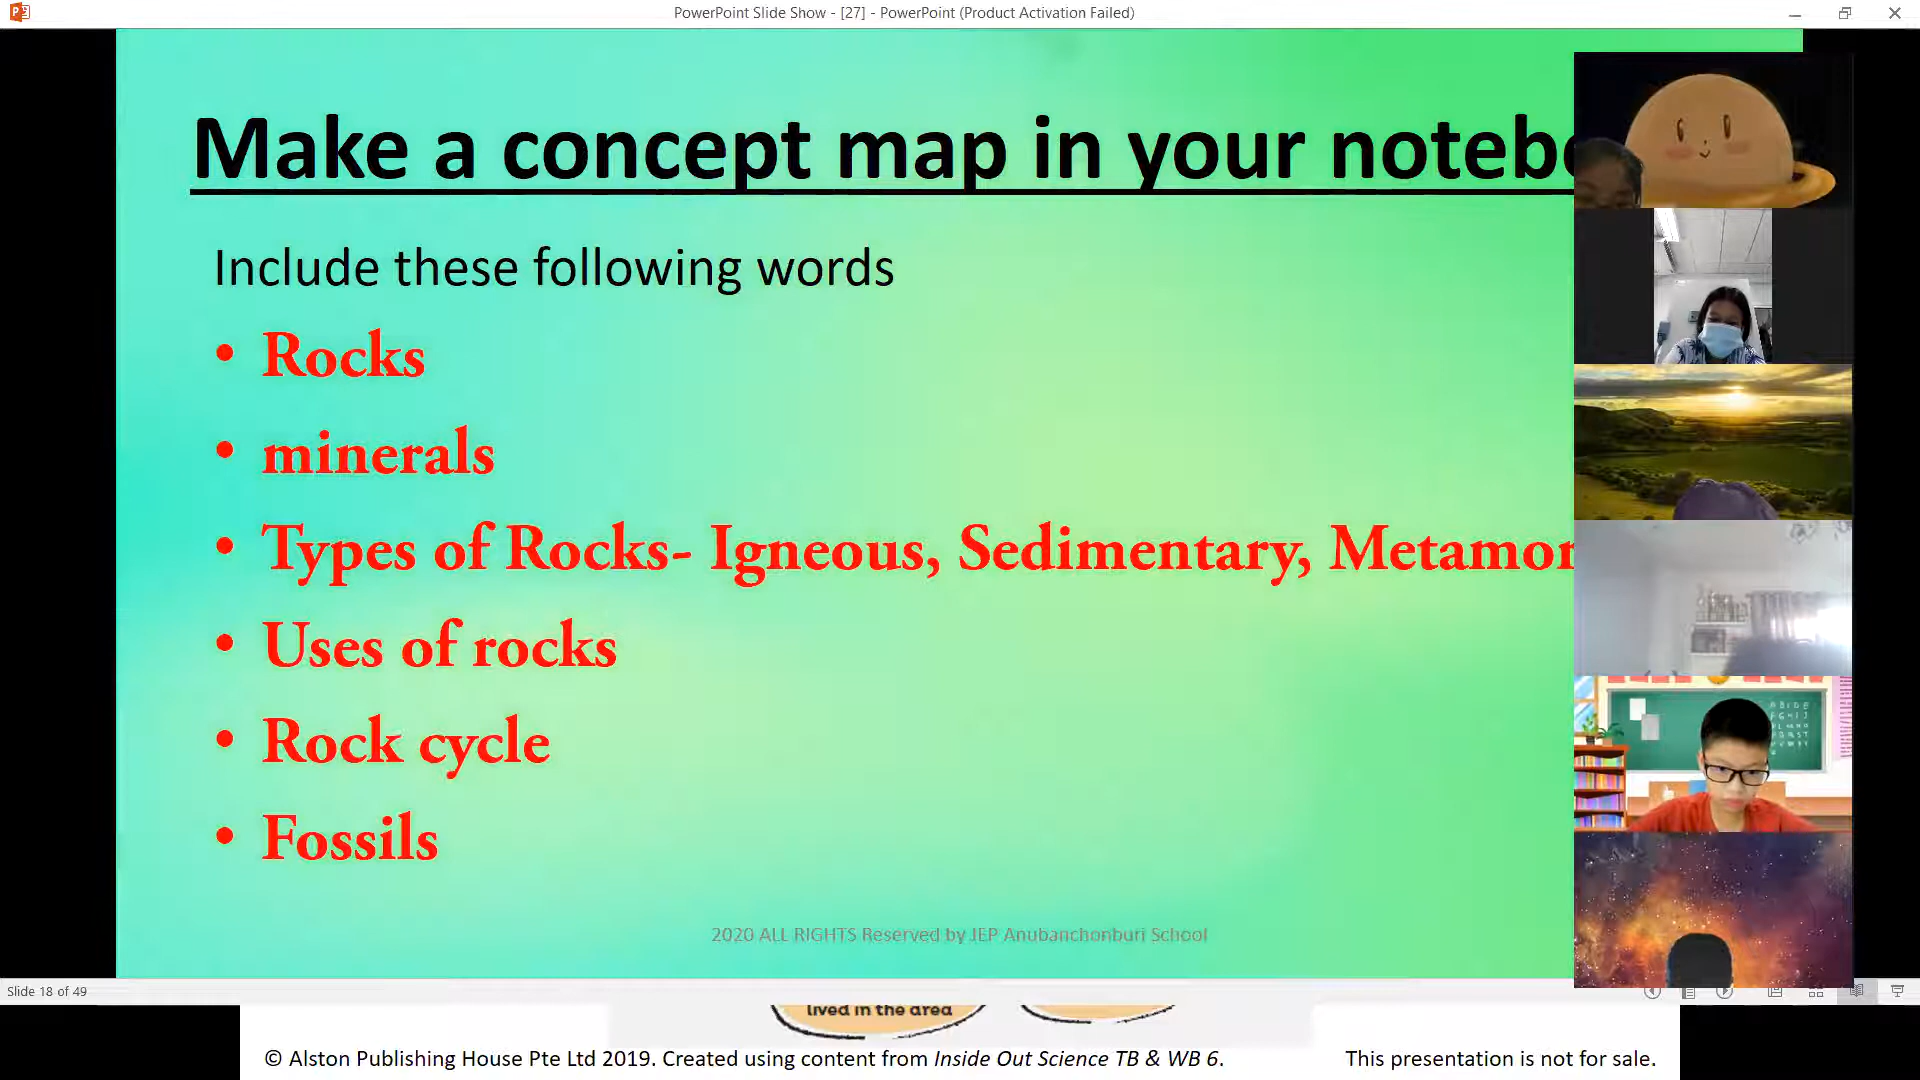 PowerPoint Slide Show - [27] - PowerPoint (Product Activation Failed)
Make a concept map in your notebo
Include these following words
• Rocks
• minerals
• Types of Rocks- Igneous, Sedimentary, Metamor
• Uses of rocks
• Rock cycle
• Fossils
2020 ALL RIGHTS Reserved by JEP Anubanchonburi School
Slide 18 of 49
lived in the area
© Alston Publishing House Pte Ltd 2019. Created using content from Inside Out Science TB & WB 6.
This presentation is not for sale.